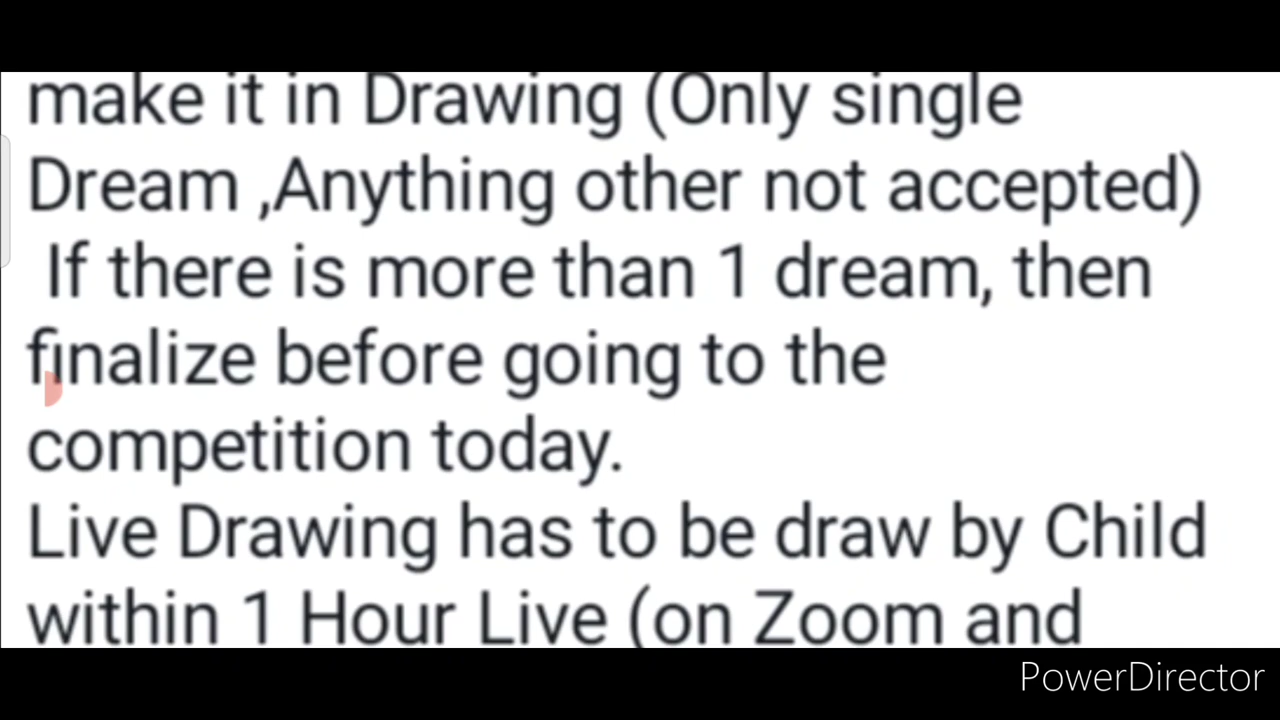 make it in Drawing (Only single
Dream ,Anything other not accepted)
If there is more than 1 dream, then
finalize before going to the
competition today.
Live Drawing has to be draw by Child
within 1 Hour Live (on Zoom and
PowerDirector